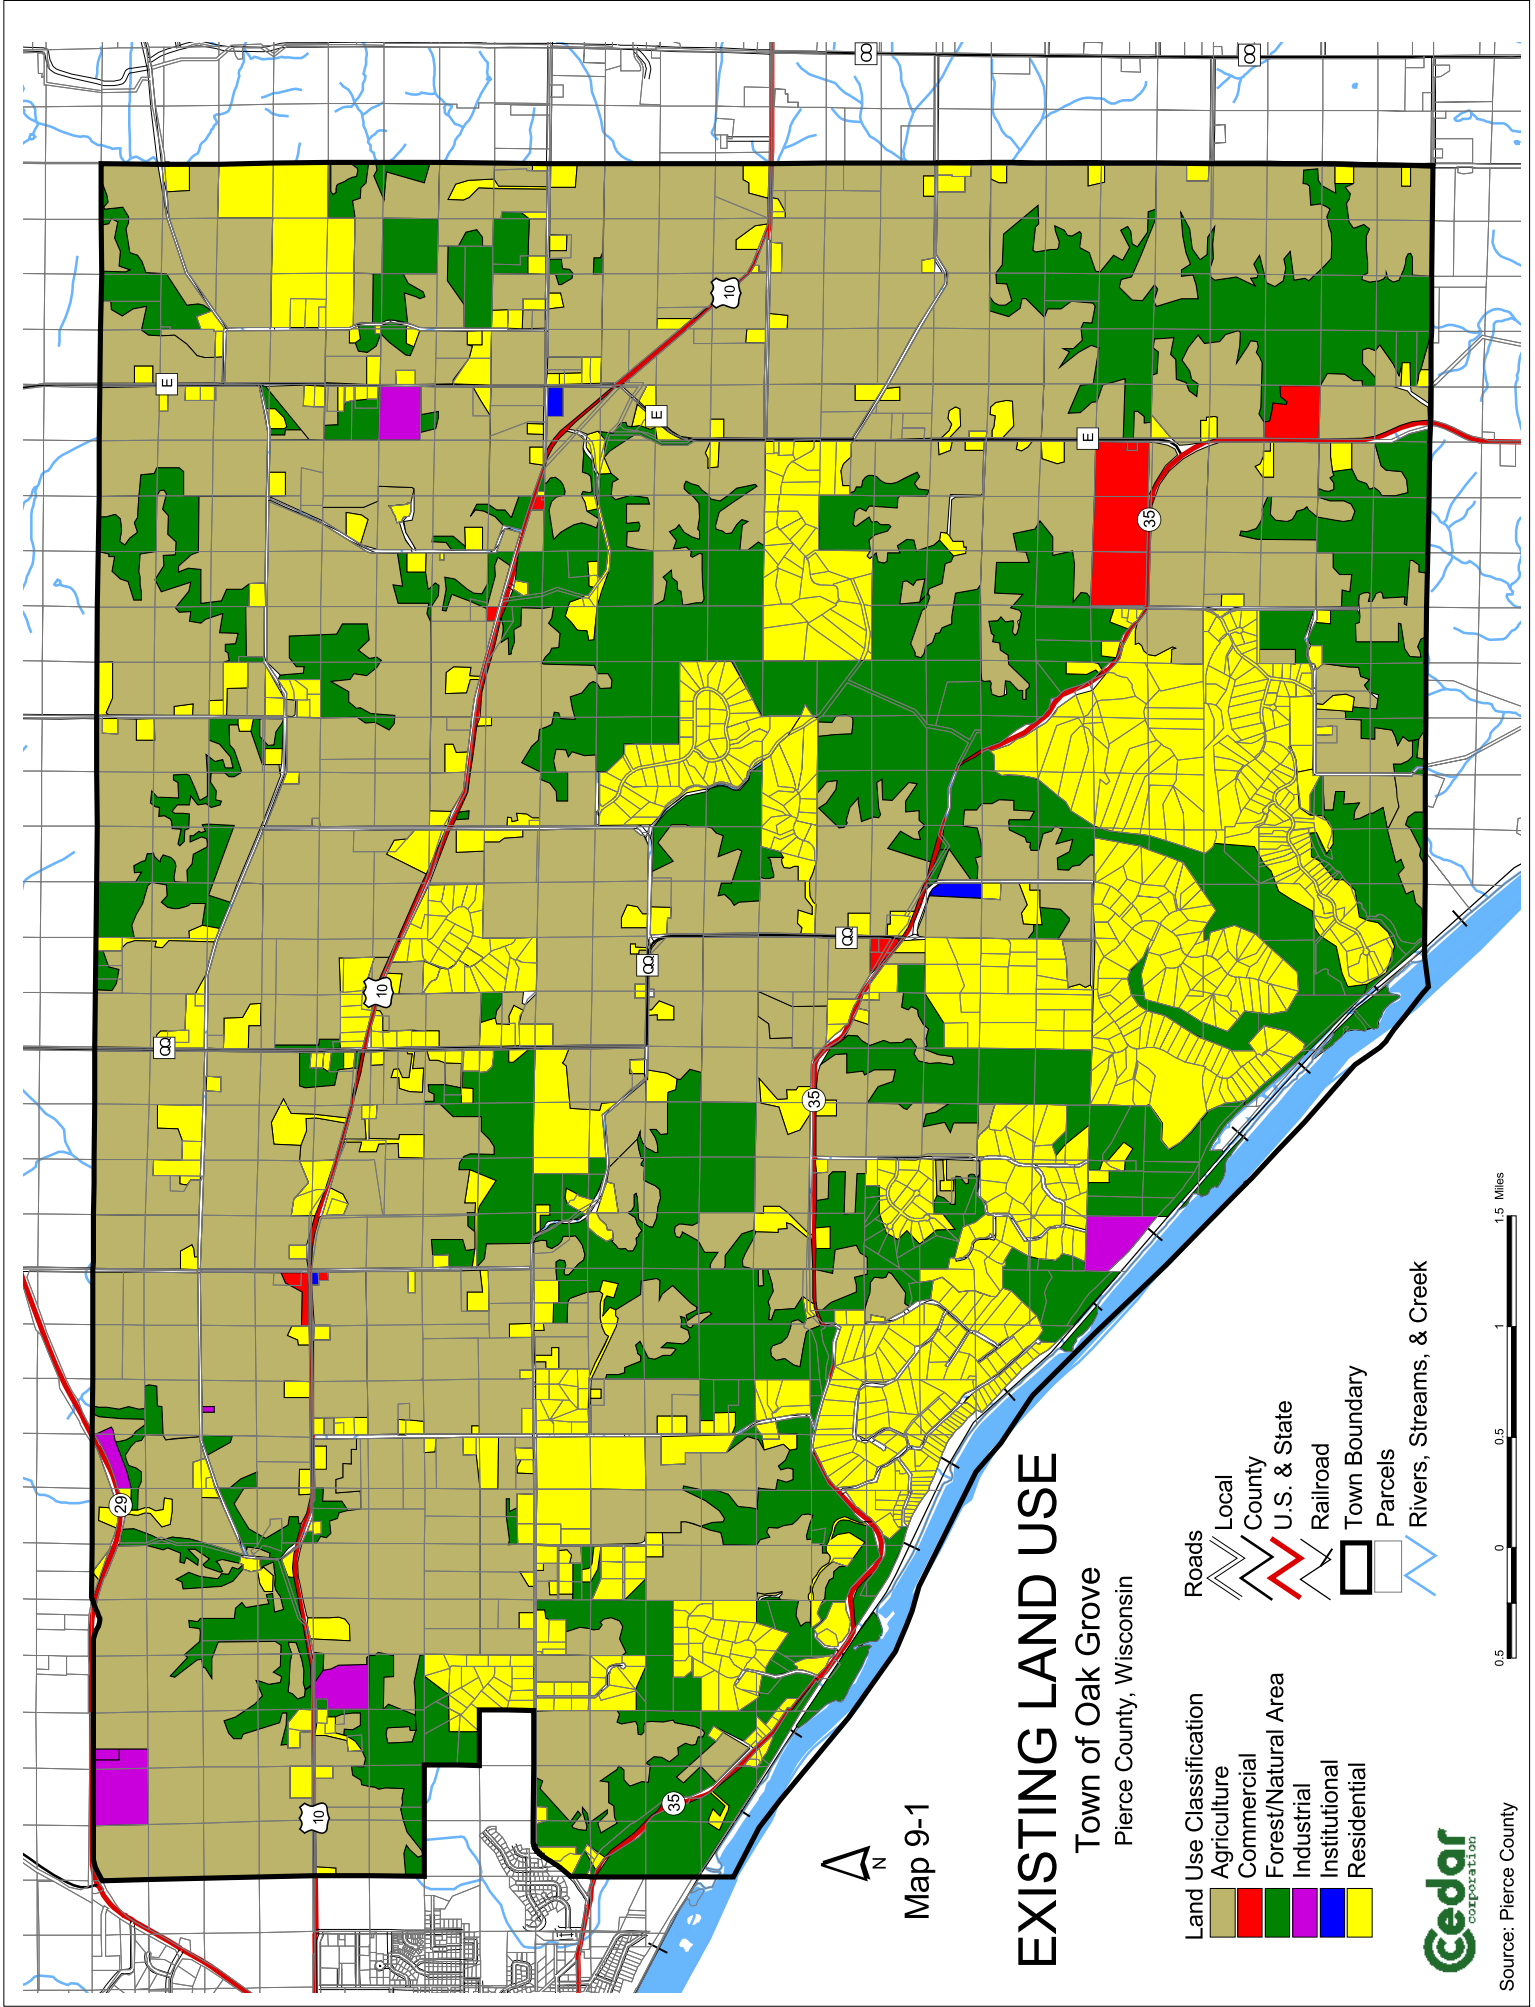 Map 9-1
N
EXISTING LAND USE
Town of Oak Grove
Pierce County, Wisconsin
Land Use Classification
Agriculture
Commercial
Forest/Natural Area
Industrial
Institutional
Residential
Roads
Local
County
U.S. & State
Railroad
Town Boundary
Parcels
Rivers, Streams, & Creek
0.5 0 0.5 1 1.5 Miles
Cedar
corporation
Source: Pierce County
29
10
35
35
QQ
10
QQ
QQ
35
E
10
E
E
CC
CC